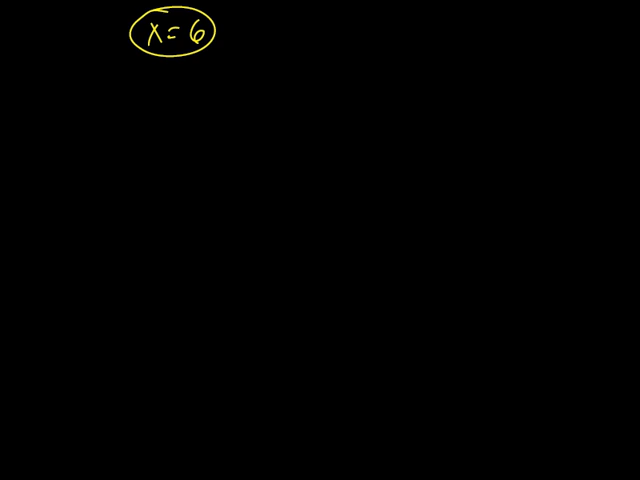 x = 6